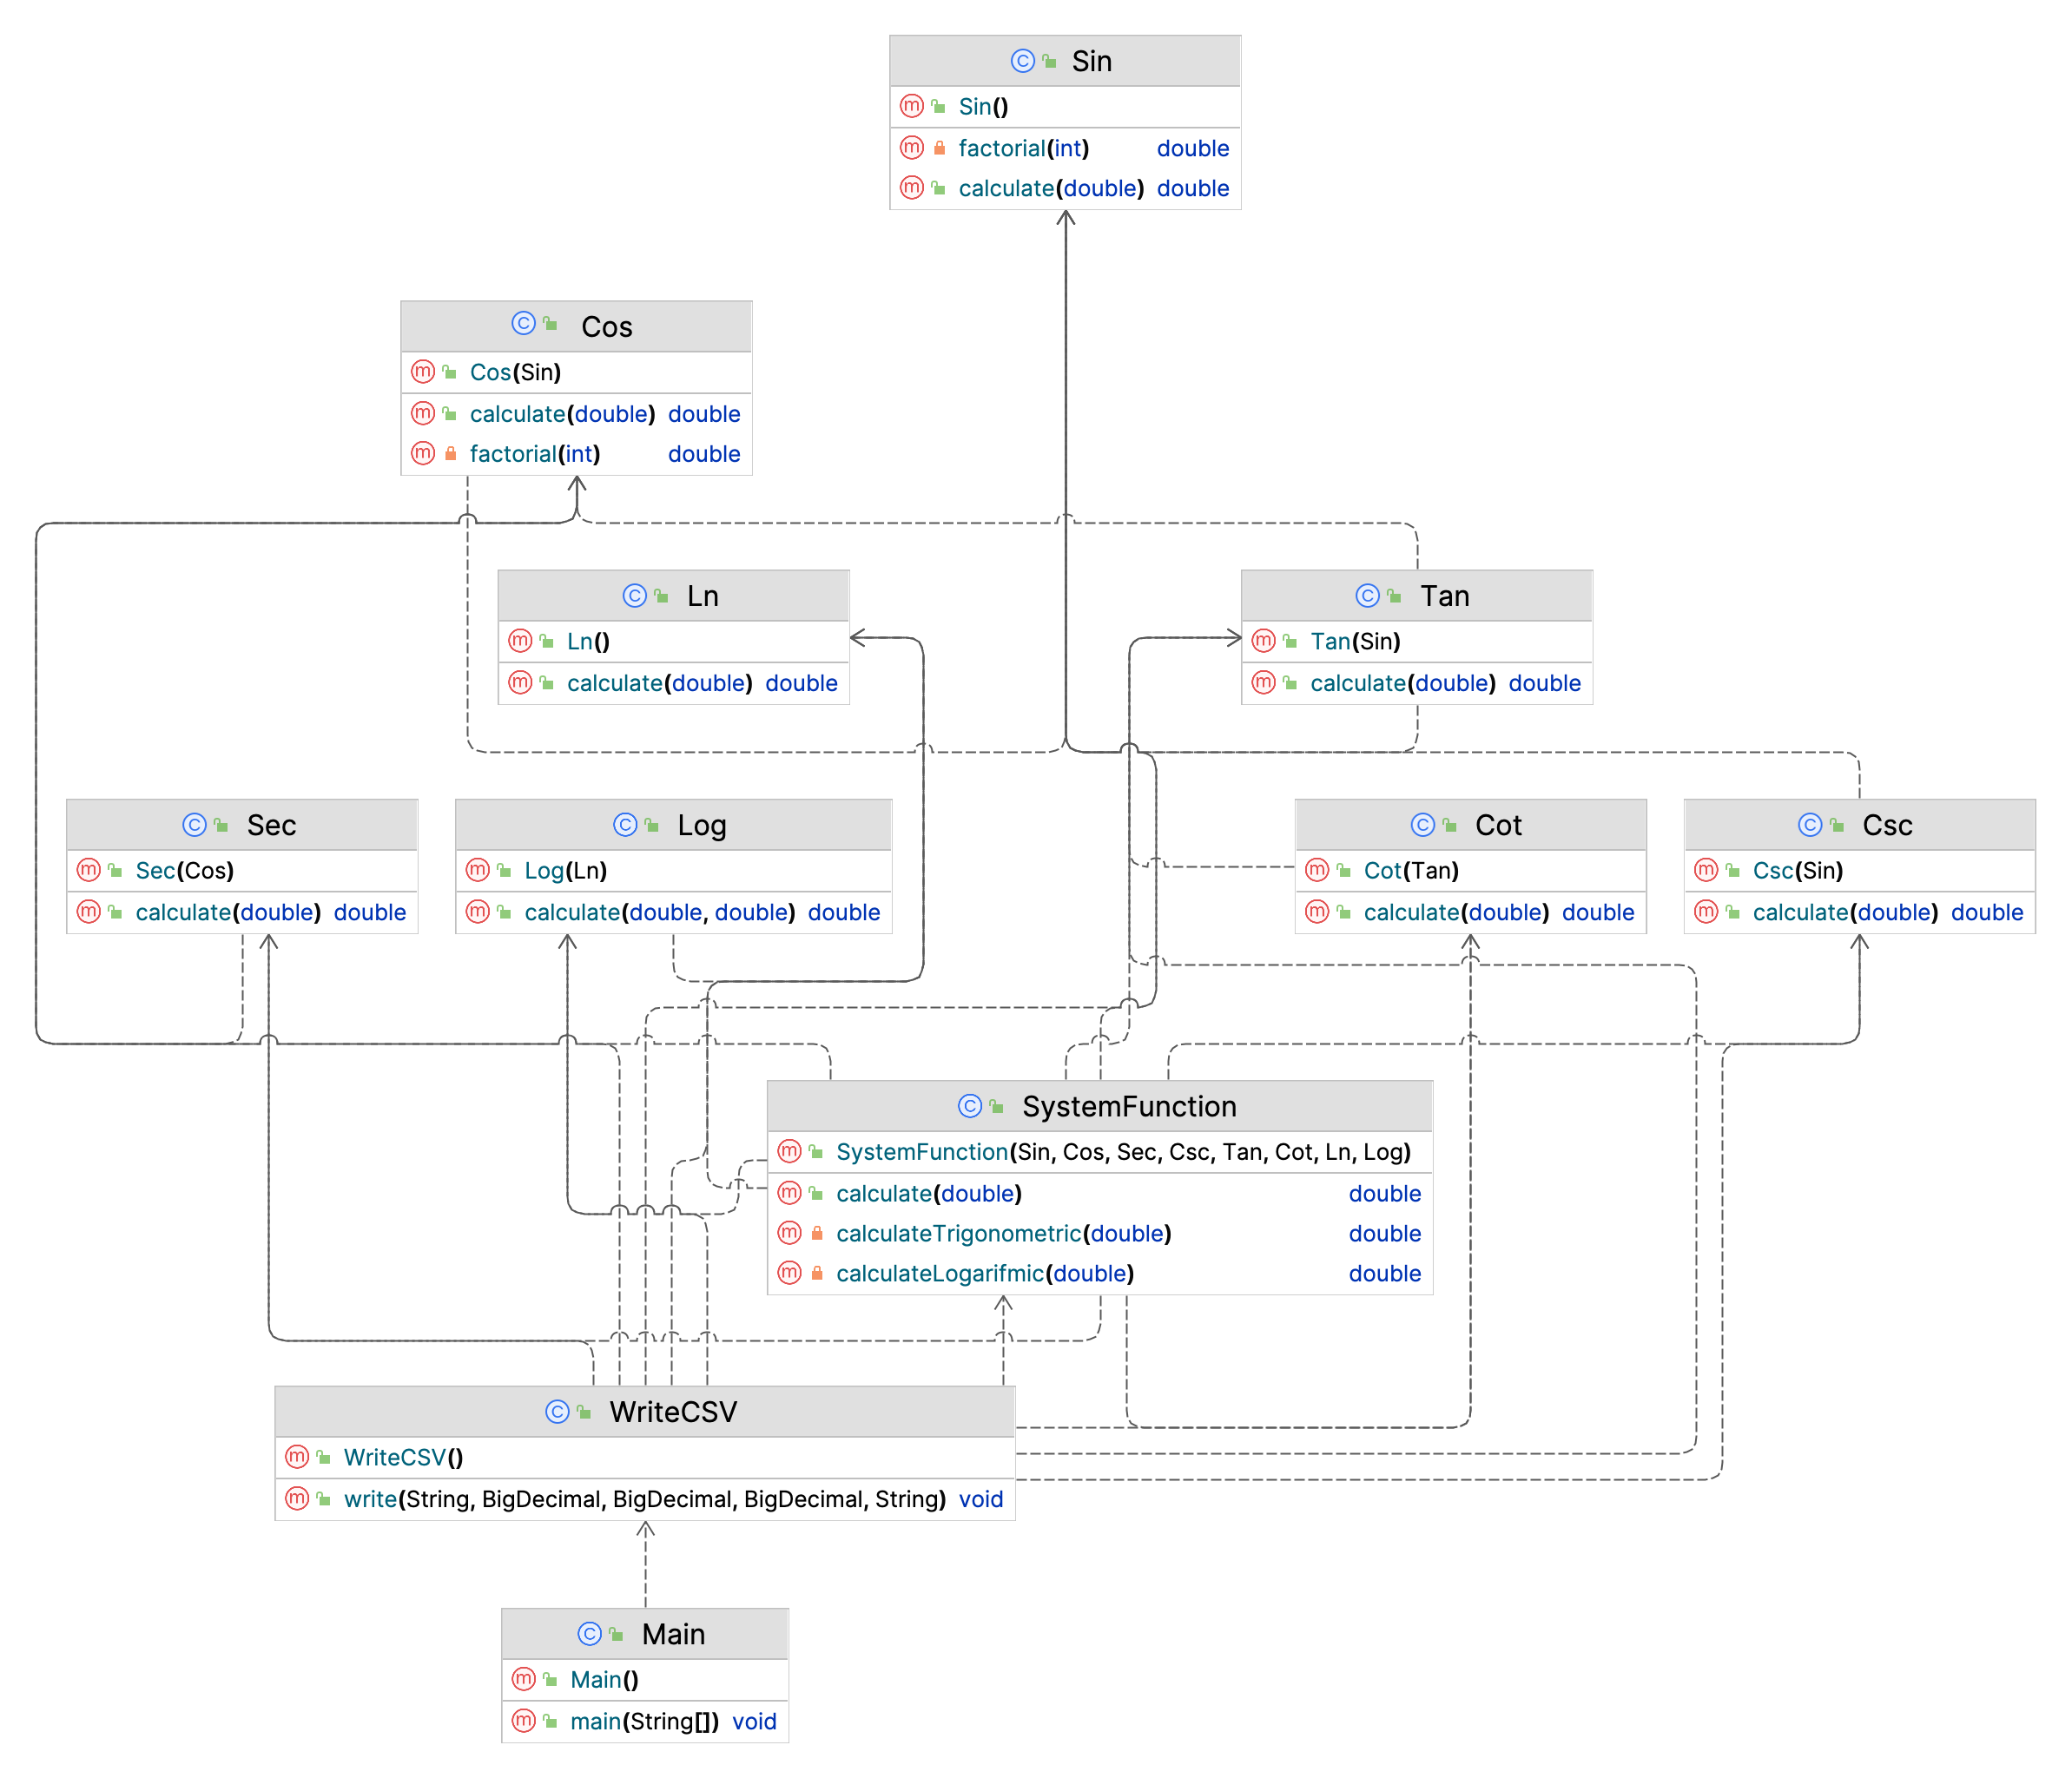 Sin
Sin()
factorial(int) double
calculate(double) double
Cos
Cos(Sin)
calculate(double) double
factorial(int) double
Ln
Ln()
calculate(double) double
Tan
Tan(Sin)
calculate(double) double
Sec
Sec(Cos)
calculate(double) double
Log
Log(Ln)
calculate(double, double) double
Cot
Cot(Tan)
calculate(double) double
Csc
Csc(Sin)
calculate(double) double
SystemFunction
SystemFunction(Sin, Cos, Sec, Csc, Tan, Cot, Ln, Log)
calculate(double) double
calculateTrigonometric(double) double
calculateLogarifmic(double) double
WriteCSV
WriteCSV()
write(String, BigDecimal, BigDecimal, BigDecimal, String) void
Main
Main()
main(String[]) void